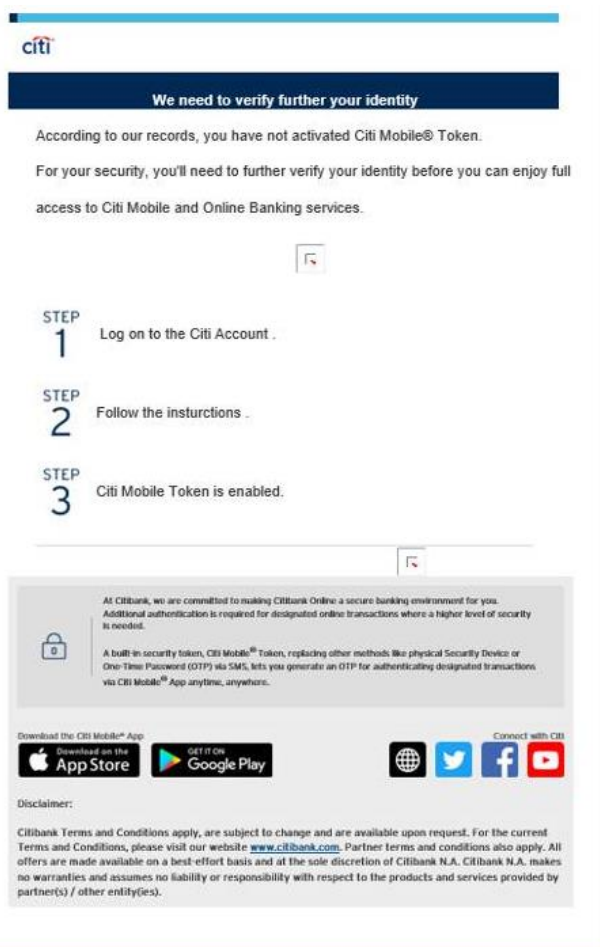 citi
We need to verify further your identity
According to our records, you have not activated Citi Mobile® Token.
For your security, you'll need to further verify your identity before you can enjoy full
access to Citi Mobile and Online Banking services.
STEP
1
Log on to the Citi Account .
STEP
2
Follow the insturctions .
STEP
3
Citi Mobile Token is enabled.
At Citibank, we are committed to making Citibank Online a secure banking environment for you.
Additional authentication is required for designated online transactions where a higher level of security
is needed.
A built-in security token, Citi Mobile® Token, replacing other methods like physical Security Device or
One-Time Password (OTP) via SMS, lets you generate an OTP for authenticating designated transactions
via Citi Mobile® App anytime, anywhere.
Download the Citi Mobile® App
Connect with Citi
Download on the
App Store
GET IT ON
Google Play
Disclaimer:
Citibank Terms and Conditions apply, are subject to change and are available upon request. For the current
Terms and Conditions, please visit our website www.citibank.com. Partner terms and conditions also apply. All
offers are made available on a best-effort basis and at the sole discretion of Citibank N.A. Citibank N.A. makes
no warranties and assumes no liability or responsibility with respect to the products and services provided by
partner(s) / other entity(ies).